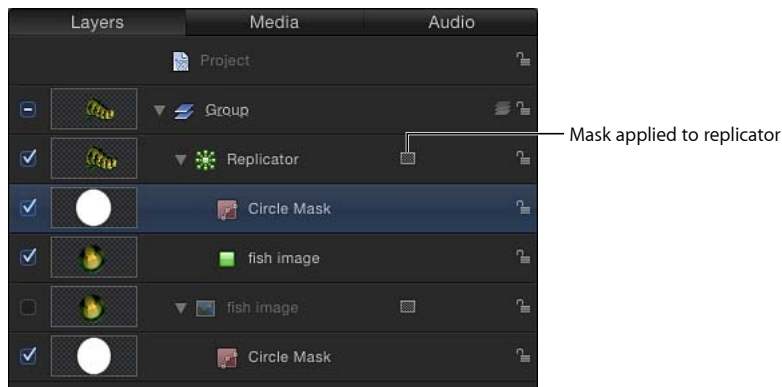 Layers Media Audio
Project
Group
Replicator
Mask applied to replicator
Circle Mask
fish image
fish image
Circle Mask